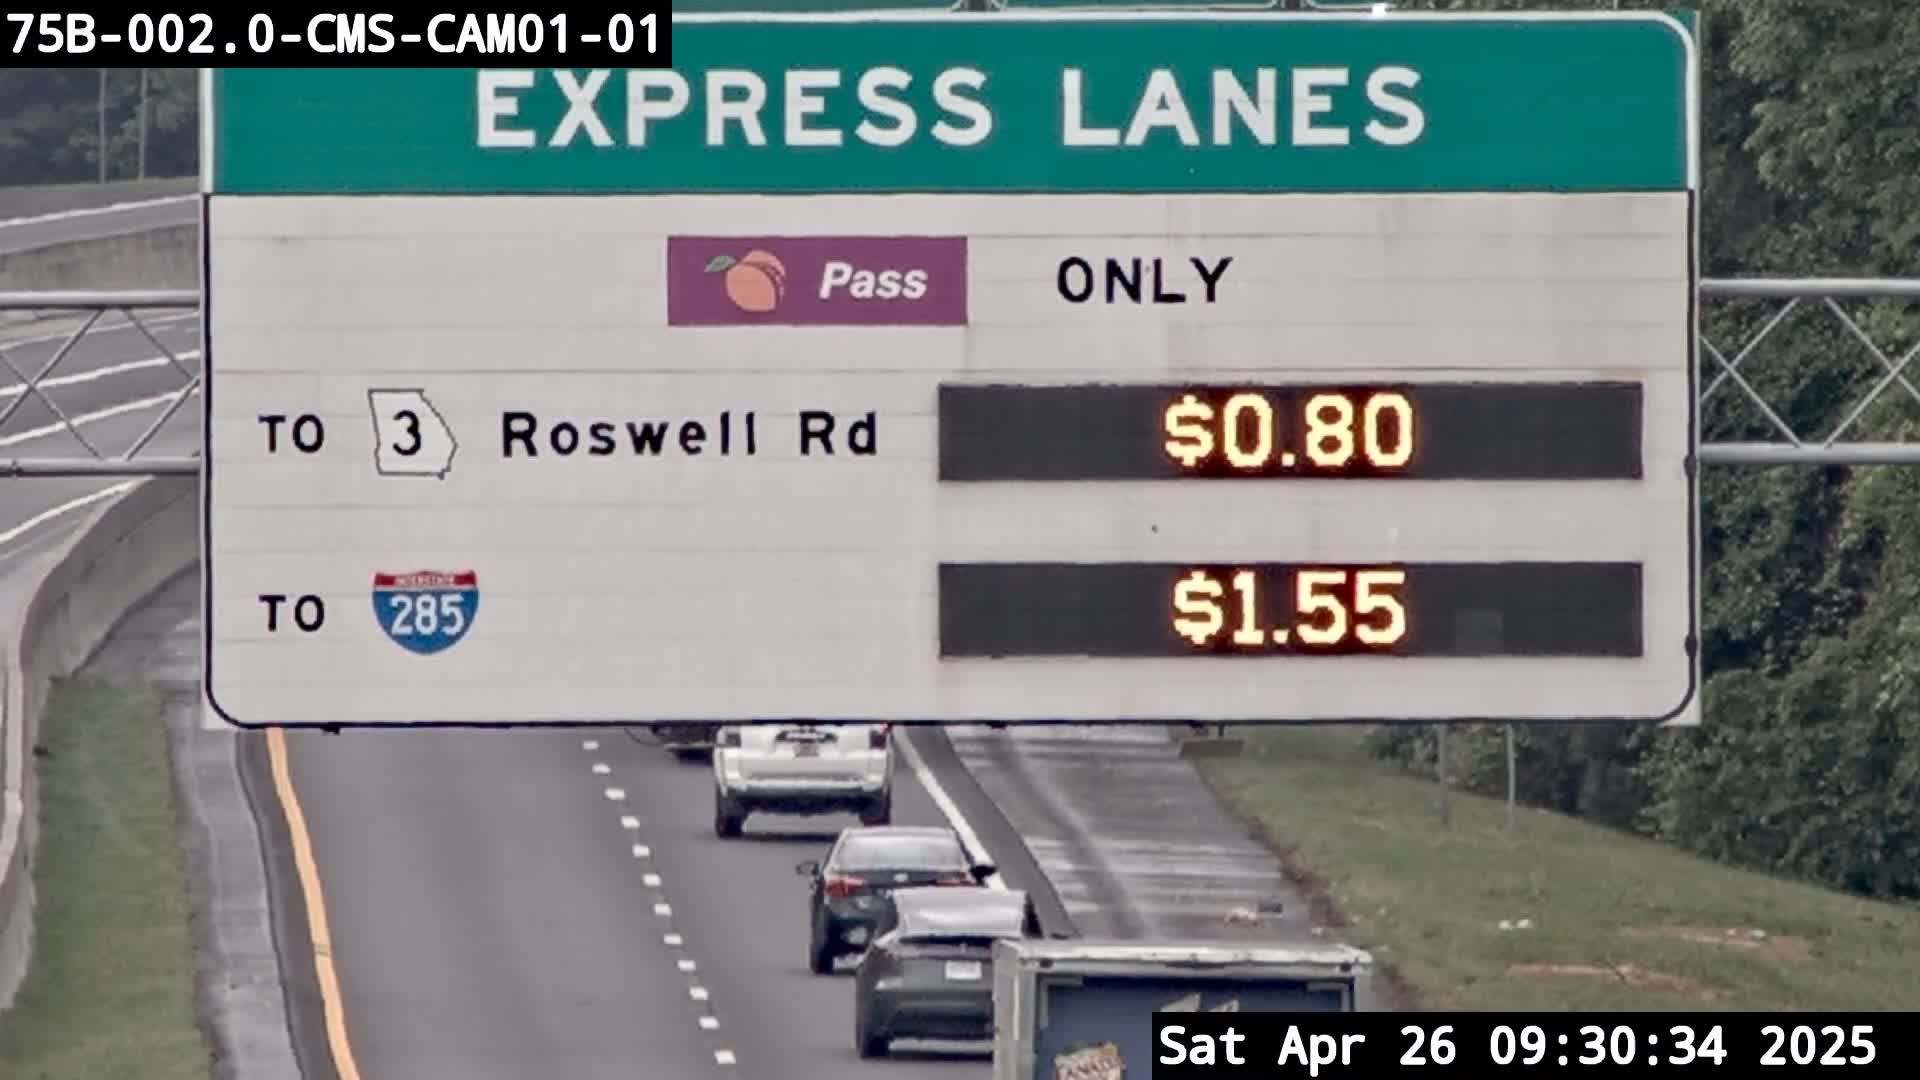 75B-002.0-CMS-CAM01-01
EXPRESS LANES
Pass ONLY
TO 3 Roswell Rd $0.80
INTERSTATE
TO 285 $1.55
Sat Apr 26 09:30:34 2025